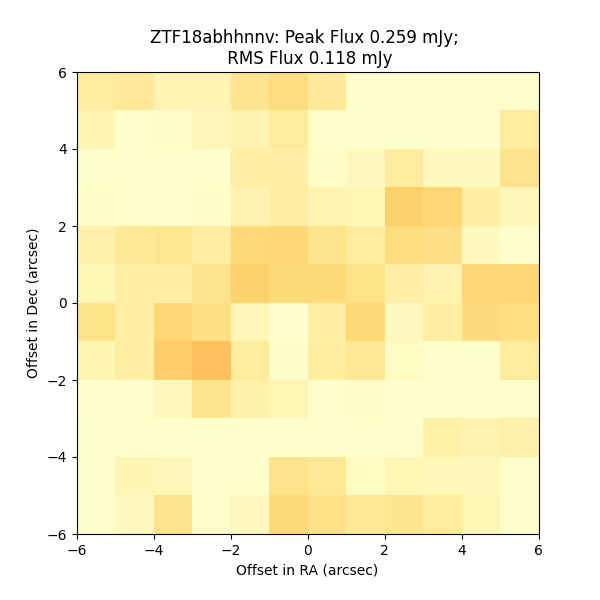 ZTF18abhhnnv: Peak Flux 0.259 mJy;
RMS Flux 0.118 mJy
6
4
2
0
−2
−4
−6
Offset in Dec (arcsec)
−6 −4 −2 0 2 4 6
Offset in RA (arcsec)